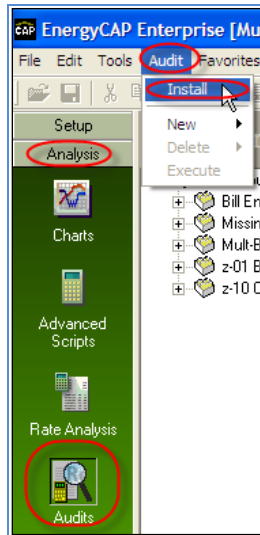 EnergyCAP Enterprise [Mu
File Edit Tools Audit Favorites
Install
New
Delete
Execute
Setup
Analysis
Charts
Advanced
Scripts
Rate Analysis
Audits
Bill En
Missin
Mult-B
z-01 B
z-10 C